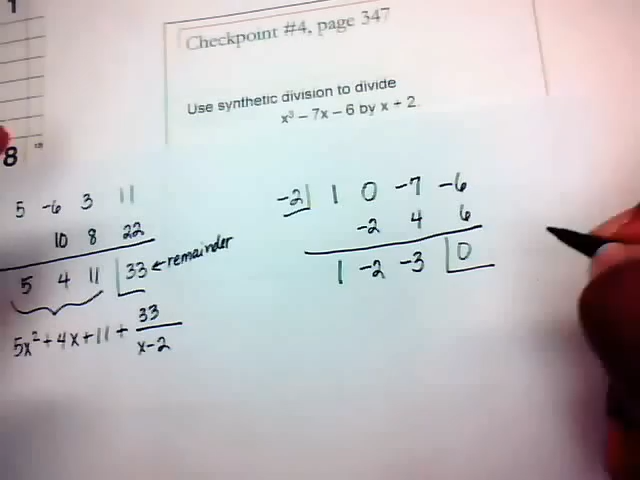 1
8
Checkpoint #4, page 347
Use synthetic division to divide
x³ – 7x – 6 by x + 2.
5 -6 3 11
10 8 22
5 4 11 33 ← remainder
5x² + 4x + 11 + 33/(x-2)
-2 1 0 -7 -6
-2 4 6
1 -2 -3 0